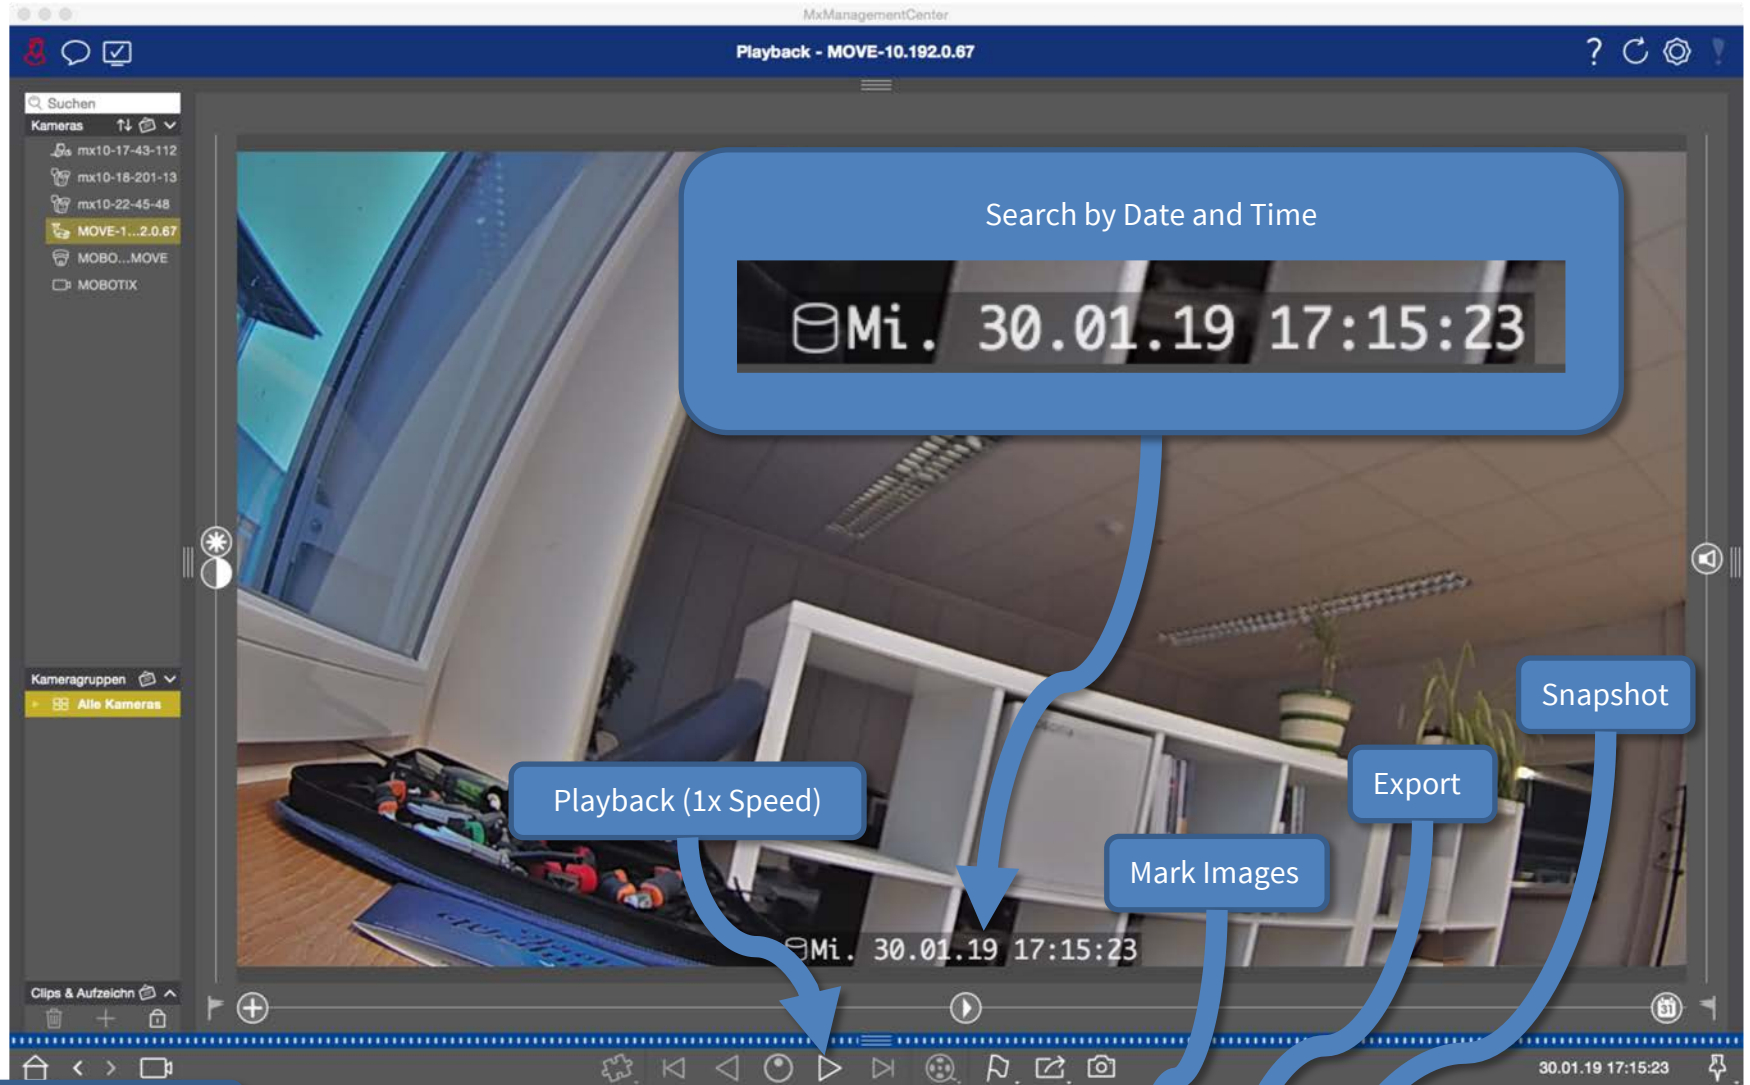 MxManagementCenter
Playback - MOVE-10.192.0.67
Suchen
Kameras
mx10-17-43-112
mx10-18-201-13
mx10-22-45-48
MOVE-1...2.0.67
MOBO...MOVE
MOBOTIX
Search by Date and Time
Mi. 30.01.19 17:15:23
Kameragruppen
Alle Kameras
Snapshot
Export
Playback (1x Speed)
Mark Images
Mi. 30.01.19 17:15:23
Clips & Aufzeichn
31
30.01.19 17:15:23